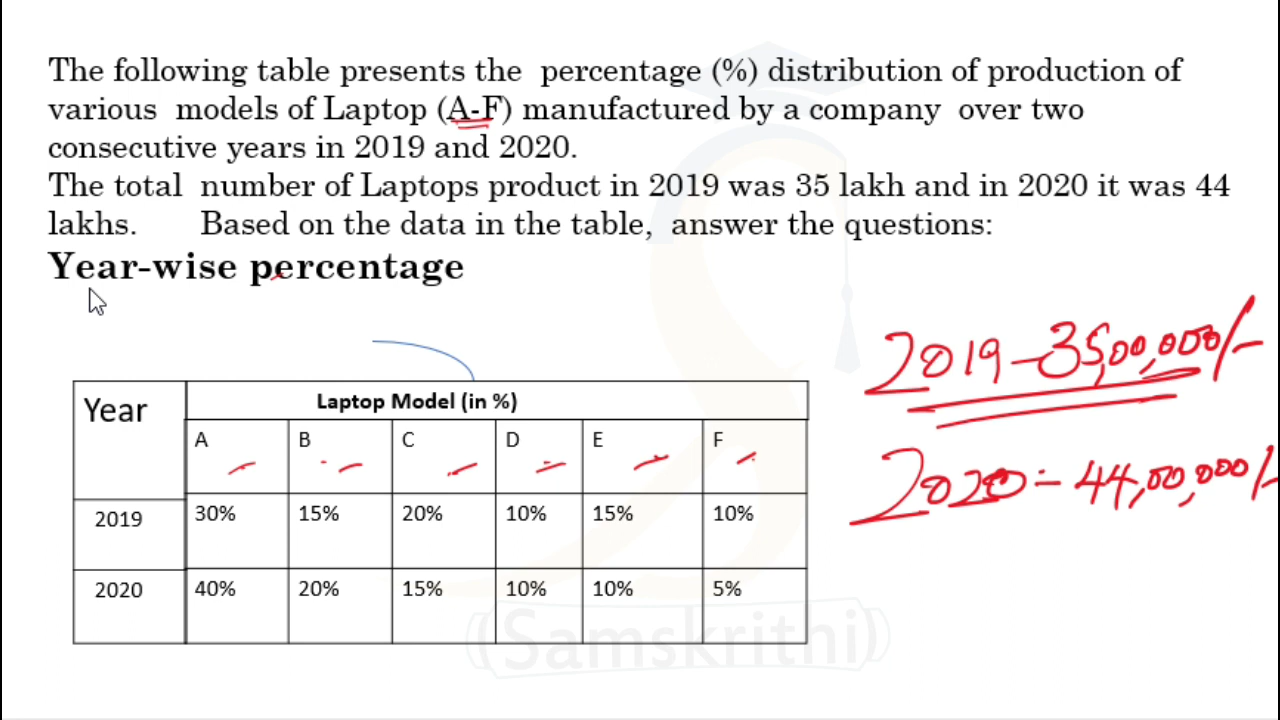 The following table presents the percentage (%) distribution of production of
various models of Laptop (A-F) manufactured by a company over two
consecutive years in 2019 and 2020.
The total number of Laptops product in 2019 was 35 lakh and in 2020 it was 44
lakhs. Based on the data in the table, answer the questions:
Year-wise percentage
2019 - 35,00,000/-
2020 = 44,00,000/-
Year Laptop Model (in %)
A B C D E F
2019 30% 15% 20% 10% 15% 10%
2020 40% 20% 15% 10% 10% 5%
(Samskrithi)